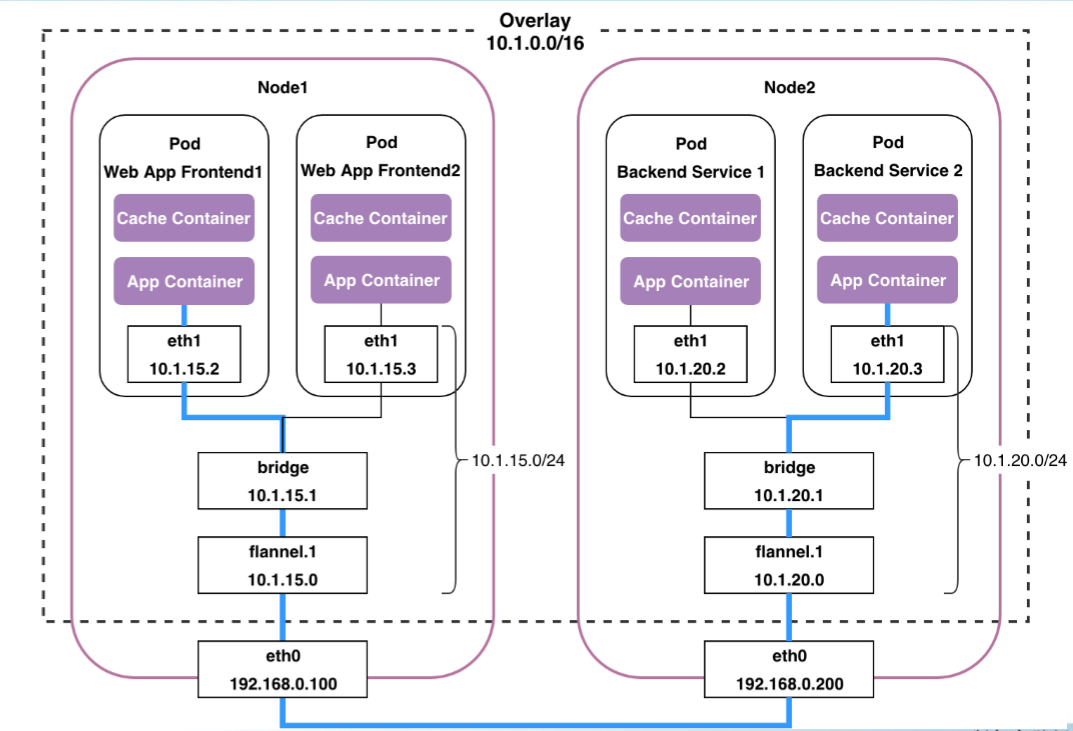 Overlay
10.1.0.0/16
Node1
Node2
Pod
Web App Frontend1
Cache Container
App Container
eth1
10.1.15.2
Pod
Web App Frontend2
Cache Container
App Container
eth1
10.1.15.3
bridge
10.1.15.1
flannel.1
10.1.15.0
10.1.15.0/24
eth0
192.168.0.100
Pod
Backend Service 1
Cache Container
App Container
eth1
10.1.20.2
Pod
Backend Service 2
Cache Container
App Container
eth1
10.1.20.3
bridge
10.1.20.1
flannel.1
10.1.20.0
10.1.20.0/24
eth0
192.168.0.200